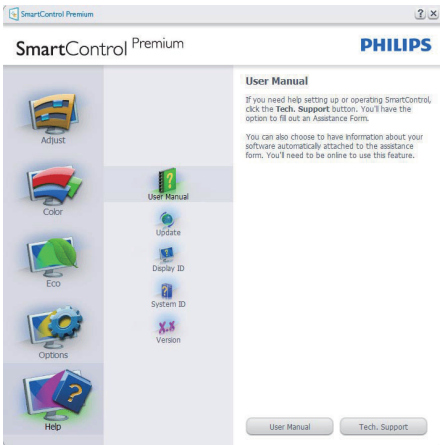 SmartControl Premium
? ×
SmartControl Premium
PHILIPS
Adjust
Color
Eco
Options
Help
?
User Manual
Update
Display ID
?
System ID
X.X
Version
?
User Manual
If you need help setting up or operating SmartControl,
click the Tech. Support button. You'll have the
option to fill out an Assistance Form.
You can also choose to have information about your
software automatically attached to the assistance
form. You'll need to be online to use this feature.
User Manual
Tech. Support